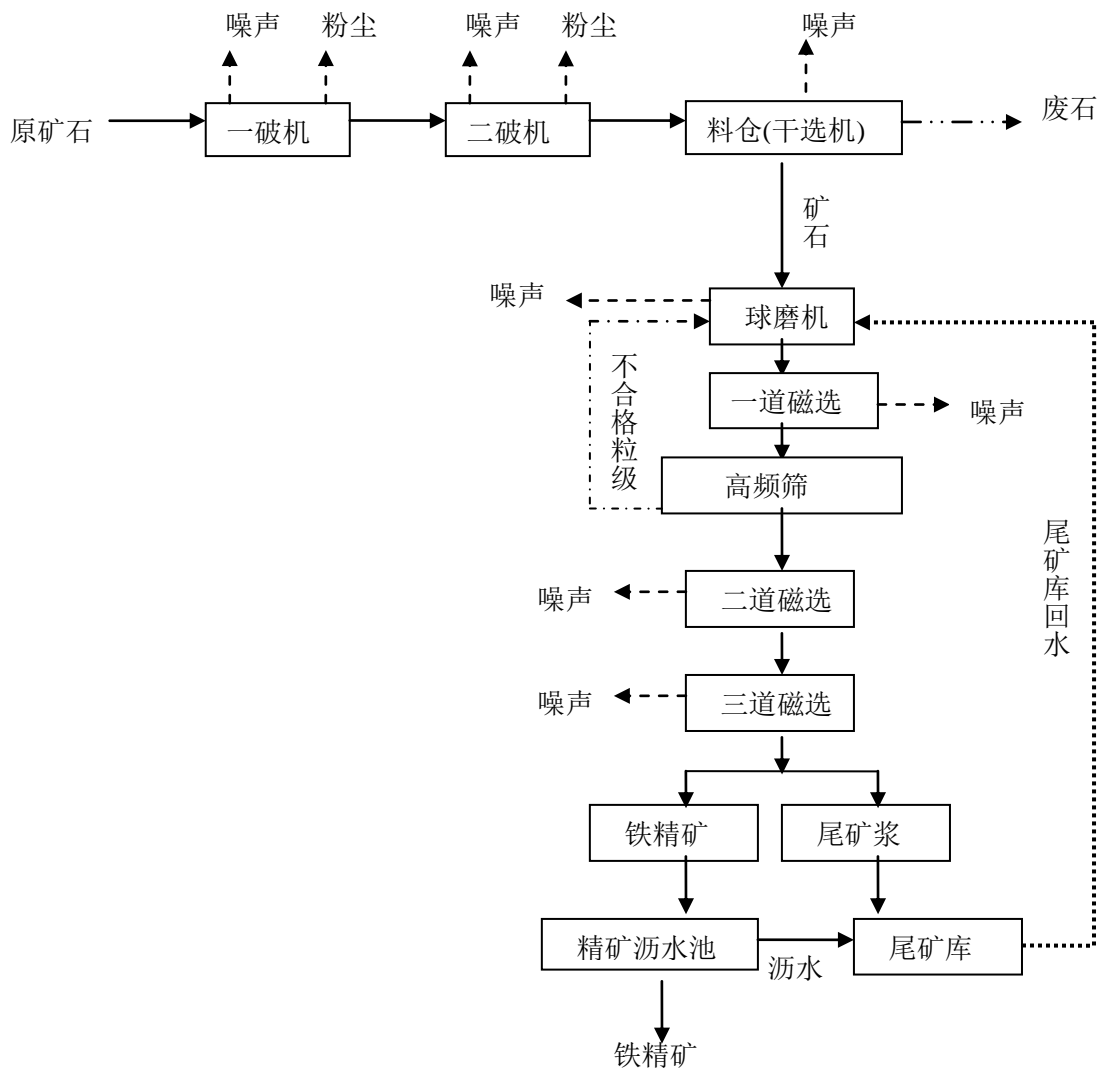 噪声
粉尘
噪声
粉尘
噪声
原矿石
一破机
二破机
料仓(干选机)
废石
矿石
噪声
球磨机
不合格粒级
一道磁选
噪声
高频筛
尾矿库回水
噪声
二道磁选
噪声
三道磁选
铁精矿
尾矿浆
精矿沥水池
沥水
尾矿库
铁精矿